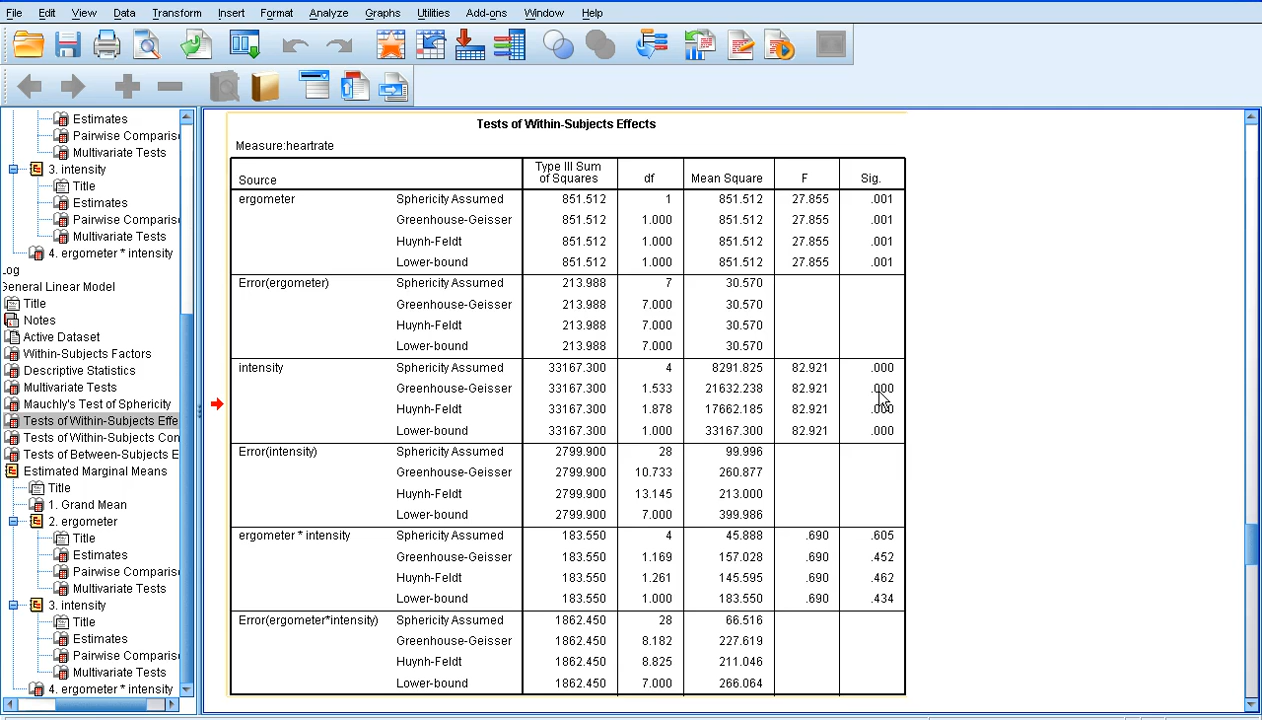 File Edit View Data Transform Insert Format Analyze Graphs Utilities Add-ons Window Help
Estimates
Pairwise Comparis
Multivariate Tests
3. intensity
Title
Estimates
Pairwise Comparis
Multivariate Tests
4. ergometer * intensity
Log
General Linear Model
Title
Notes
Active Dataset
Within-Subjects Factors
Descriptive Statistics
Multivariate Tests
Mauchly's Test of Sphericity
Tests of Within-Subjects Effe
Tests of Within-Subjects Con
Tests of Between-Subjects E
Estimated Marginal Means
Title
1. Grand Mean
2. ergometer
Title
Estimates
Pairwise Comparis
Multivariate Tests
3. intensity
Title
Estimates
Pairwise Comparis
Multivariate Tests
4. ergometer * intensity
Tests of Within-Subjects Effects
Measure:heartrate
Source Type III Sum of Squares df Mean Square F Sig.
ergometer Sphericity Assumed 851.512 1 851.512 27.855 .001
Greenhouse-Geisser 851.512 1.000 851.512 27.855 .001
Huynh-Feldt 851.512 1.000 851.512 27.855 .001
Lower-bound 851.512 1.000 851.512 27.855 .001
Error(ergometer) Sphericity Assumed 213.988 7 30.570
Greenhouse-Geisser 213.988 7.000 30.570
Huynh-Feldt 213.988 7.000 30.570
Lower-bound 213.988 7.000 30.570
intensity Sphericity Assumed 33167.300 4 8291.825 82.921 .000
Greenhouse-Geisser 33167.300 1.533 21632.238 82.921 .000
Huynh-Feldt 33167.300 1.878 17662.185 82.921 .000
Lower-bound 33167.300 1.000 33167.300 82.921 .000
Error(intensity) Sphericity Assumed 2799.900 28 99.996
Greenhouse-Geisser 2799.900 10.733 260.877
Huynh-Feldt 2799.900 13.145 213.000
Lower-bound 2799.900 7.000 399.986
ergometer * intensity Sphericity Assumed 183.550 4 45.888 .690 .605
Greenhouse-Geisser 183.550 1.169 157.028 .690 .452
Huynh-Feldt 183.550 1.261 145.595 .690 .462
Lower-bound 183.550 1.000 183.550 .690 .434
Error(ergometer*intensity) Sphericity Assumed 1862.450 28 66.516
Greenhouse-Geisser 1862.450 8.182 227.619
Huynh-Feldt 1862.450 8.825 211.046
Lower-bound 1862.450 7.000 266.064